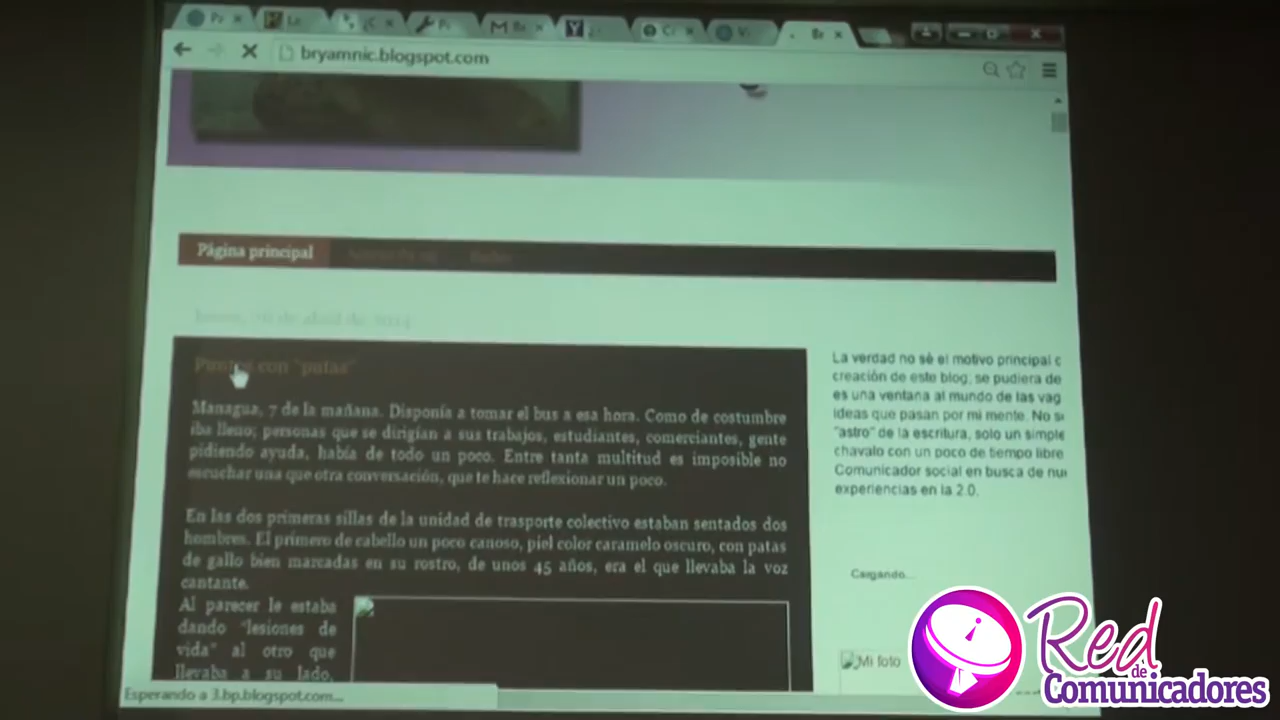 bryamnic.blogspot.com
Página principal
con "putas"
Managua, 7 de la mañana. Disponía a tomar el bus a esa hora. Como de costumbre
iba lleno; personas que se dirigían a sus trabajos, estudiantes, comerciantes, gente
pidiendo ayuda, había de todo un poco. Entre tanta multitud es imposible no
escuchar una que otra conversación, que te hace reflexionar un poco.
En las dos primeras sillas de la unidad de trasporte colectivo estaban sentados dos
hombres. El primero de cabello un poco canoso, piel color caramelo oscuro, con patas
de gallo bien marcadas en su rostro, de unos 45 años, era el que llevaba la voz
cantante.
Al parecer le estaba
dando "lesiones de
vida" al otro que
llevaba a su lado.
La verdad no sé el motivo principal
creación de este blog; se pudiera de
es una ventana al mundo de las vag
ideas que pasan por mi mente. No
"astro" de la escritura, solo un simple
chavalo con un poco de tiempo libre
Comunicador social en busca de
experiencias en la 2.0.
Cargando...
Mi foto
Esperando a 3.bp.blogspot.com...
Red
de
Comunicadores